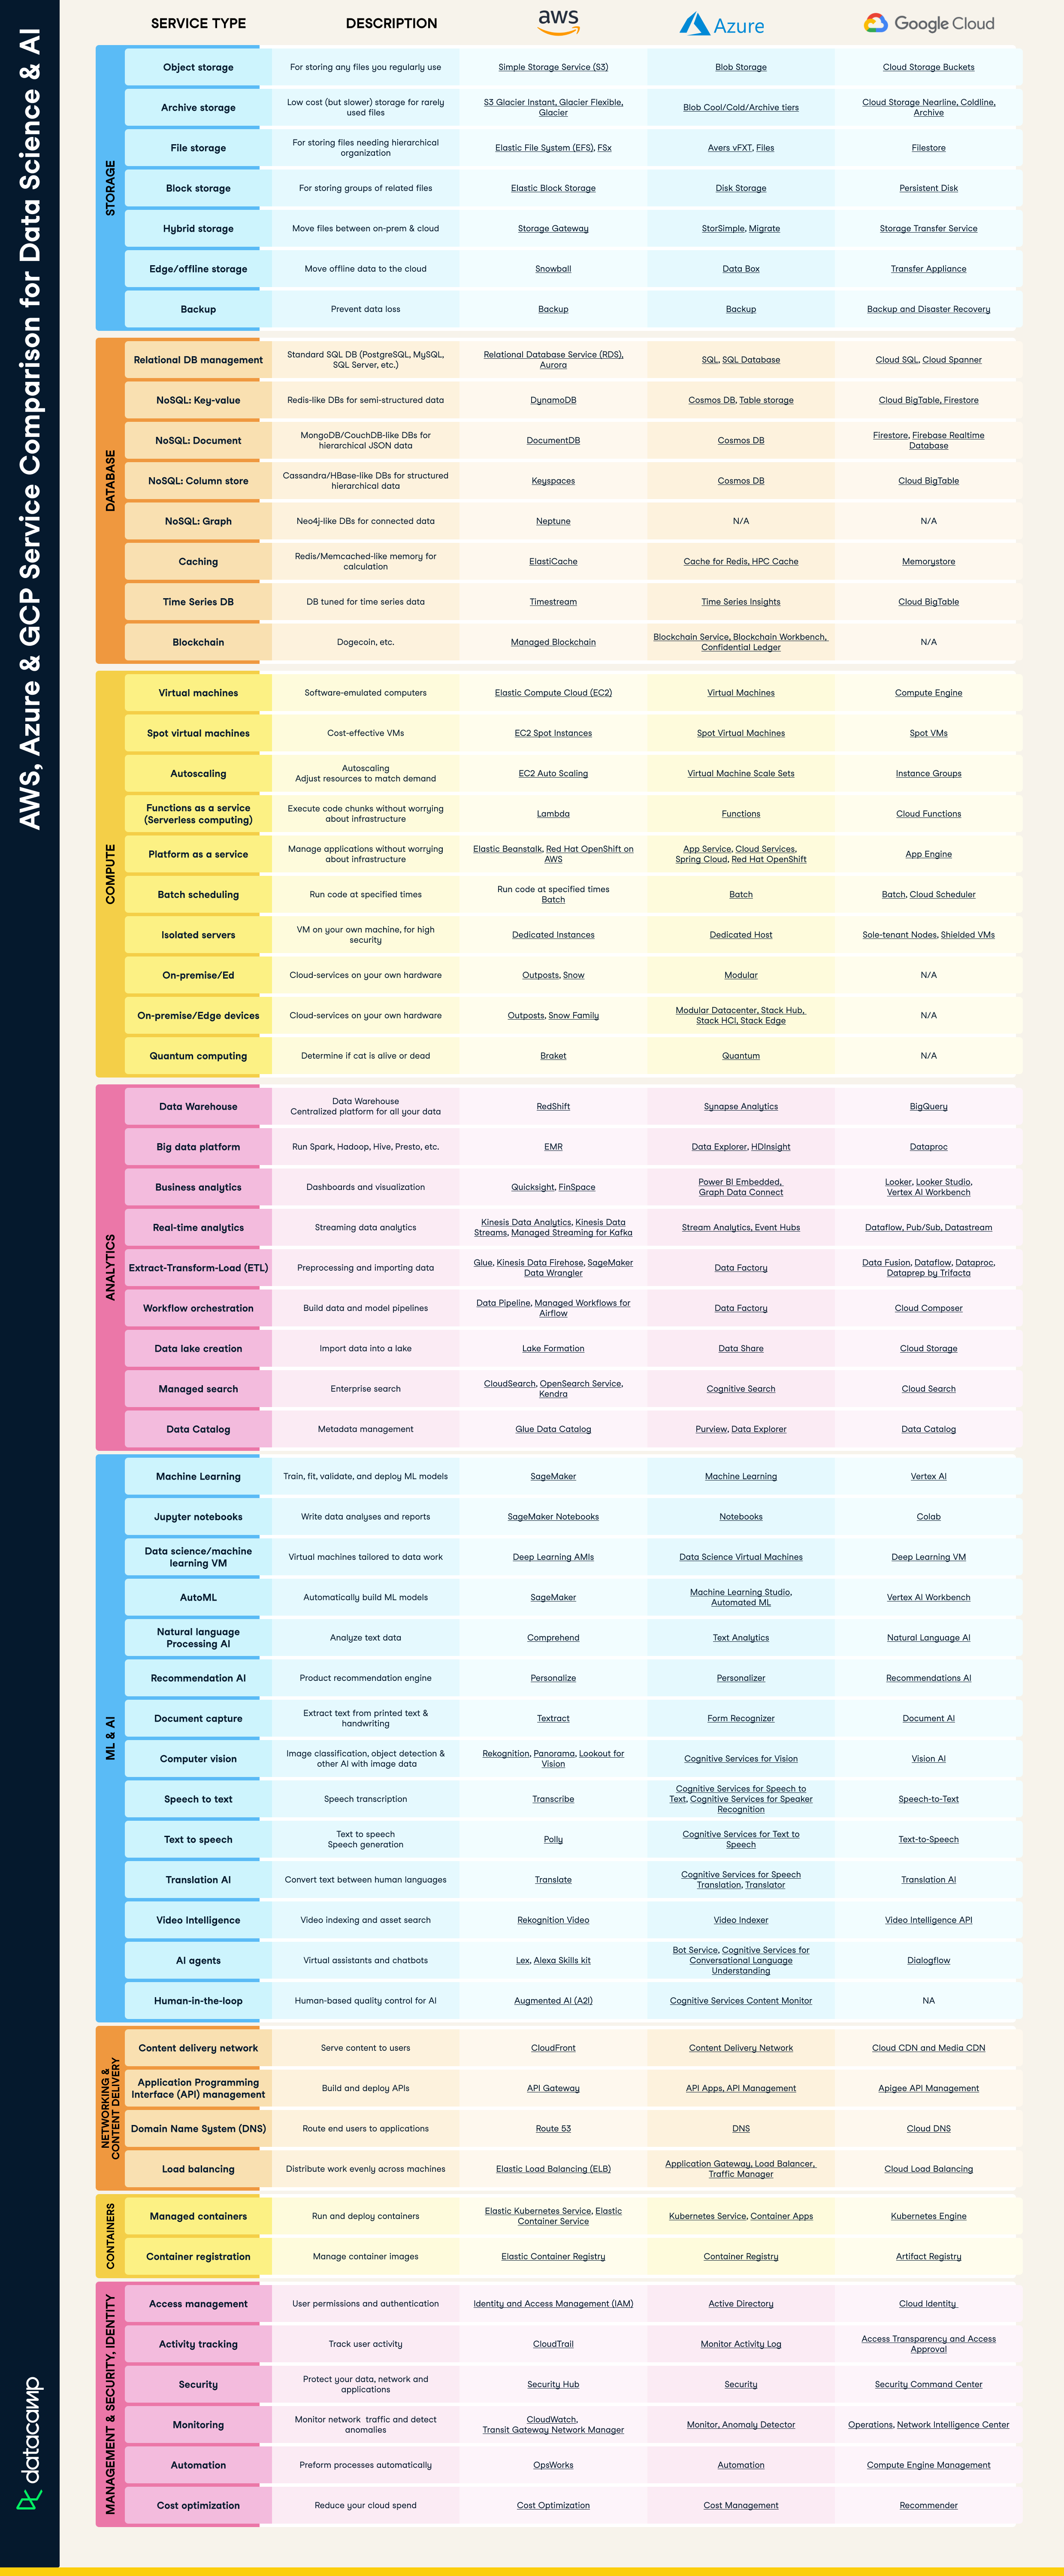 AWS, Azure & GCP Service Comparison for Data Science & AI
SERVICE TYPE DESCRIPTION aws Azure Google Cloud
STORAGE
Object storage For storing any files you regularly use Simple Storage Service (S3) Blob Storage Cloud Storage Buckets
Archive storage Low cost (but slower) storage for rarely used files S3 Glacier Instant, Glacier Flexible, Glacier Blob Cool/Cold/Archive tiers Cloud Storage Nearline, Coldline, Archive
File storage For storing files needing hierarchical organization Elastic File System (EFS), FSx Avers vFXT, Files Filestore
Block storage For storing groups of related files Elastic Block Storage Disk Storage Persistent Disk
Hybrid storage Move files between on-prem & cloud Storage Gateway StorSimple, Migrate Storage Transfer Service
Edge/offline storage Move offline data to the cloud Snowball Data Box Transfer Appliance
Backup Prevent data loss Backup Backup Backup and Disaster Recovery
DATABASE
Relational DB management Standard SQL DB (PostgreSQL, MySQL, SQL Server, etc.) Relational Database Service (RDS), Aurora SQL, SQL Database Cloud SQL, Cloud Spanner
NoSQL: Key-value Redis-like DBs for semi-structured data DynamoDB Cosmos DB, Table storage Cloud BigTable, Firestore
NoSQL: Document MongoDB/CouchDB-like DBs for hierarchical JSON data DocumentDB Cosmos DB Firestore, Firebase Realtime Database
NoSQL: Column store Cassandra/HBase-like DBs for structured hierarchical data Keyspaces Cosmos DB Cloud BigTable
NoSQL: Graph Neo4j-like DBs for connected data Neptune N/A N/A
Caching Redis/Memcached-like memory for calculation ElastiCache Cache for Redis, HPC Cache Memorystore
Time Series DB DB tuned for time series data Timestream Time Series Insights Cloud BigTable
Blockchain Dogecoin, etc. Managed Blockchain Blockchain Service, Blockchain Workbench, Confidential Ledger N/A
COMPUTE
Virtual machines Software-emulated computers Elastic Compute Cloud (EC2) Virtual Machines Compute Engine
Spot virtual machines Cost-effective VMs EC2 Spot Instances Spot Virtual Machines Spot VMs
Autoscaling Autoscaling Adjust resources to match demand EC2 Auto Scaling Virtual Machine Scale Sets Instance Groups
Functions as a service (Serverless computing) Execute code chunks without worrying about infrastructure Lambda Functions Cloud Functions
Platform as a service Manage applications without worrying about infrastructure Elastic Beanstalk, Red Hat OpenShift on AWS App Service, Cloud Services, Spring Cloud, Red Hat OpenShift App Engine
Batch scheduling Run code at specified times Run code at specified times Batch Batch Batch, Cloud Scheduler
Isolated servers VM on your own machine, for high security Dedicated Instances Dedicated Host Sole-tenant Nodes, Shielded VMs
On-premise/Ed Cloud-services on your own hardware Outposts, Snow Modular N/A
On-premise/Edge devices Cloud-services on your own hardware Outposts, Snow Family Modular Datacenter, Stack Hub, Stack HCI, Stack Edge N/A
Quantum computing Determine if cat is alive or dead Braket Quantum N/A
ANALYTICS
Data Warehouse Data Warehouse Centralized platform for all your data RedShift Synapse Analytics BigQuery
Big data platform Run Spark, Hadoop, Hive, Presto, etc. EMR Data Explorer, HDInsight Dataproc
Business analytics Dashboards and visualization Quicksight, FinSpace Power BI Embedded, Graph Data Connect Looker, Looker Studio, Vertex AI Workbench
Real-time analytics Streaming data analytics Kinesis Data Analytics, Kinesis Data Streams, Managed Streaming for Kafka Stream Analytics, Event Hubs Dataflow, Pub/Sub, Datastream
Extract-Transform-Load (ETL) Preprocessing and importing data Glue, Kinesis Data Firehose, SageMaker Data Wrangler Data Factory Data Fusion, Dataflow, Dataproc, Dataprep by Trifacta
Workflow orchestration Build data and model pipelines Data Pipeline, Managed Workflows for Airflow Data Factory Cloud Composer
Data lake creation Import data into a lake Lake Formation Data Share Cloud Storage
Managed search Enterprise search CloudSearch, OpenSearch Service, Kendra Cognitive Search Cloud Search
Data Catalog Metadata management Glue Data Catalog Purview, Data Explorer Data Catalog
ML & AI
Machine Learning Train, fit, validate, and deploy ML models SageMaker Machine Learning Vertex AI
Jupyter notebooks Write data analyses and reports SageMaker Notebooks Notebooks Colab
Data science/machine learning VM Virtual machines tailored to data work Deep Learning AMIs Data Science Virtual Machines Deep Learning VM
AutoML Automatically build ML models SageMaker Machine Learning Studio, Automated ML Vertex AI Workbench
Natural language Processing AI Analyze text data Comprehend Text Analytics Natural Language AI
Recommendation AI Product recommendation engine Personalize Personalizer Recommendations AI
Document capture Extract text from printed text & handwriting Textract Form Recognizer Document AI
Computer vision Image classification, object detection & other AI with image data Rekognition, Panorama, Lookout for Vision Cognitive Services for Vision Vision AI
Speech to text Speech transcription Transcribe Cognitive Services for Speech to Text, Cognitive Services for Speaker Recognition Speech-to-Text
Text to speech Text to speech Speech generation Polly Cognitive Services for Text to Speech Text-to-Speech
Translation AI Convert text between human languages Translate Cognitive Services for Speech Translation, Translator Translation AI
Video Intelligence Video indexing and asset search Rekognition Video Video Indexer Video Intelligence API
AI agents Virtual assistants and chatbots Lex, Alexa Skills kit Bot Service, Cognitive Services for Conversational Language Understanding Dialogflow
Human-in-the-loop Human-based quality control for AI Augmented AI (A2I) Cognitive Services Content Monitor NA
NETWORKING & CONTENT DELIVERY
Content delivery network Serve content to users CloudFront Content Delivery Network Cloud CDN and Media CDN
Application Programming Interface (API) management Build and deploy APIs API Gateway API Apps, API Management Apigee API Management
Domain Name System (DNS) Route end users to applications Route 53 DNS Cloud DNS
Load balancing Distribute work evenly across machines Elastic Load Balancing (ELB) Application Gateway, Load Balancer, Traffic Manager Cloud Load Balancing
CONTAINERS
Managed containers Run and deploy containers Elastic Kubernetes Service, Elastic Container Service Kubernetes Service, Container Apps Kubernetes Engine
Container registration Manage container images Elastic Container Registry Container Registry Artifact Registry
MANAGEMENT & SECURITY, IDENTITY
Access management User permissions and authentication Identity and Access Management (IAM) Active Directory Cloud Identity
Activity tracking Track user activity CloudTrail Monitor Activity Log Access Transparency and Access Approval
Security Protect your data, network and applications Security Hub Security Security Command Center
Monitoring Monitor network traffic and detect anomalies CloudWatch, Transit Gateway Network Manager Monitor, Anomaly Detector Operations, Network Intelligence Center
Automation Preform processes automatically OpsWorks Automation Compute Engine Management
Cost optimization Reduce your cloud spend Cost Optimization Cost Management Recommender
datacamp